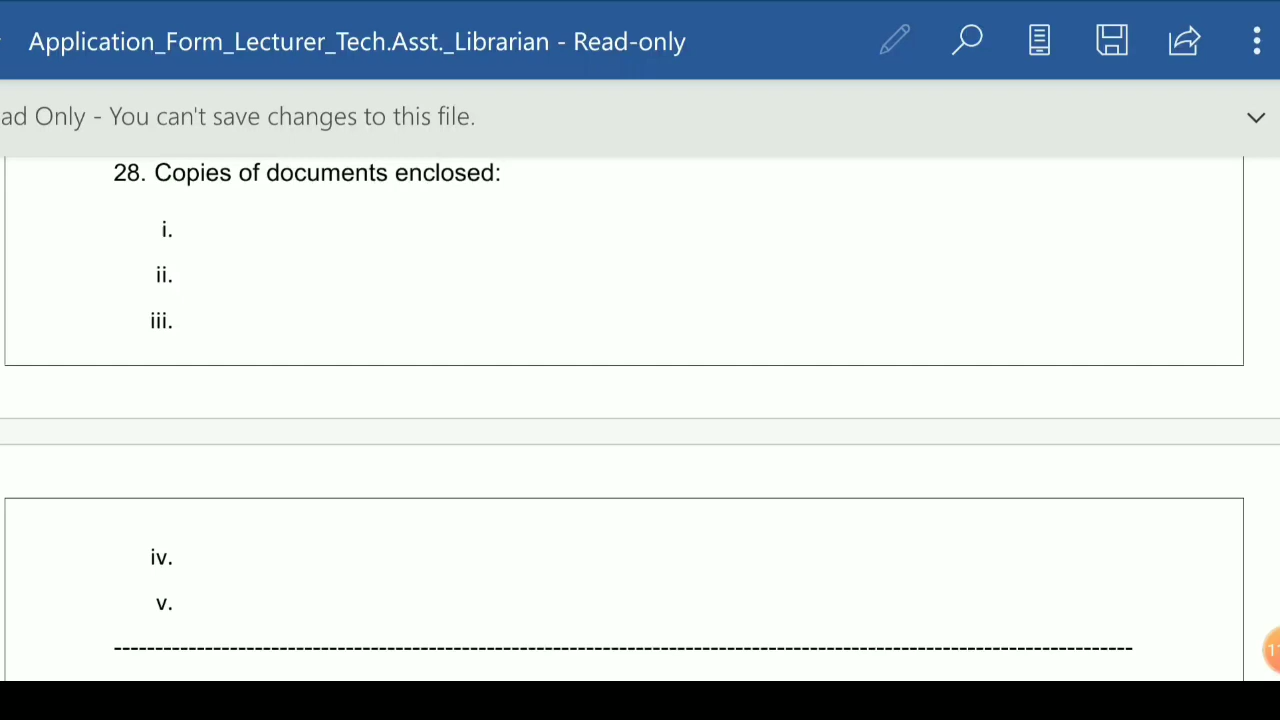 Application_Form_Lecturer_Tech.Asst._Librarian - Read-only
ad Only - You can't save changes to this file.
28. Copies of documents enclosed:
i.
ii.
iii.
iv.
v.
---------------------------------------------------------------------------------------------------------------------------